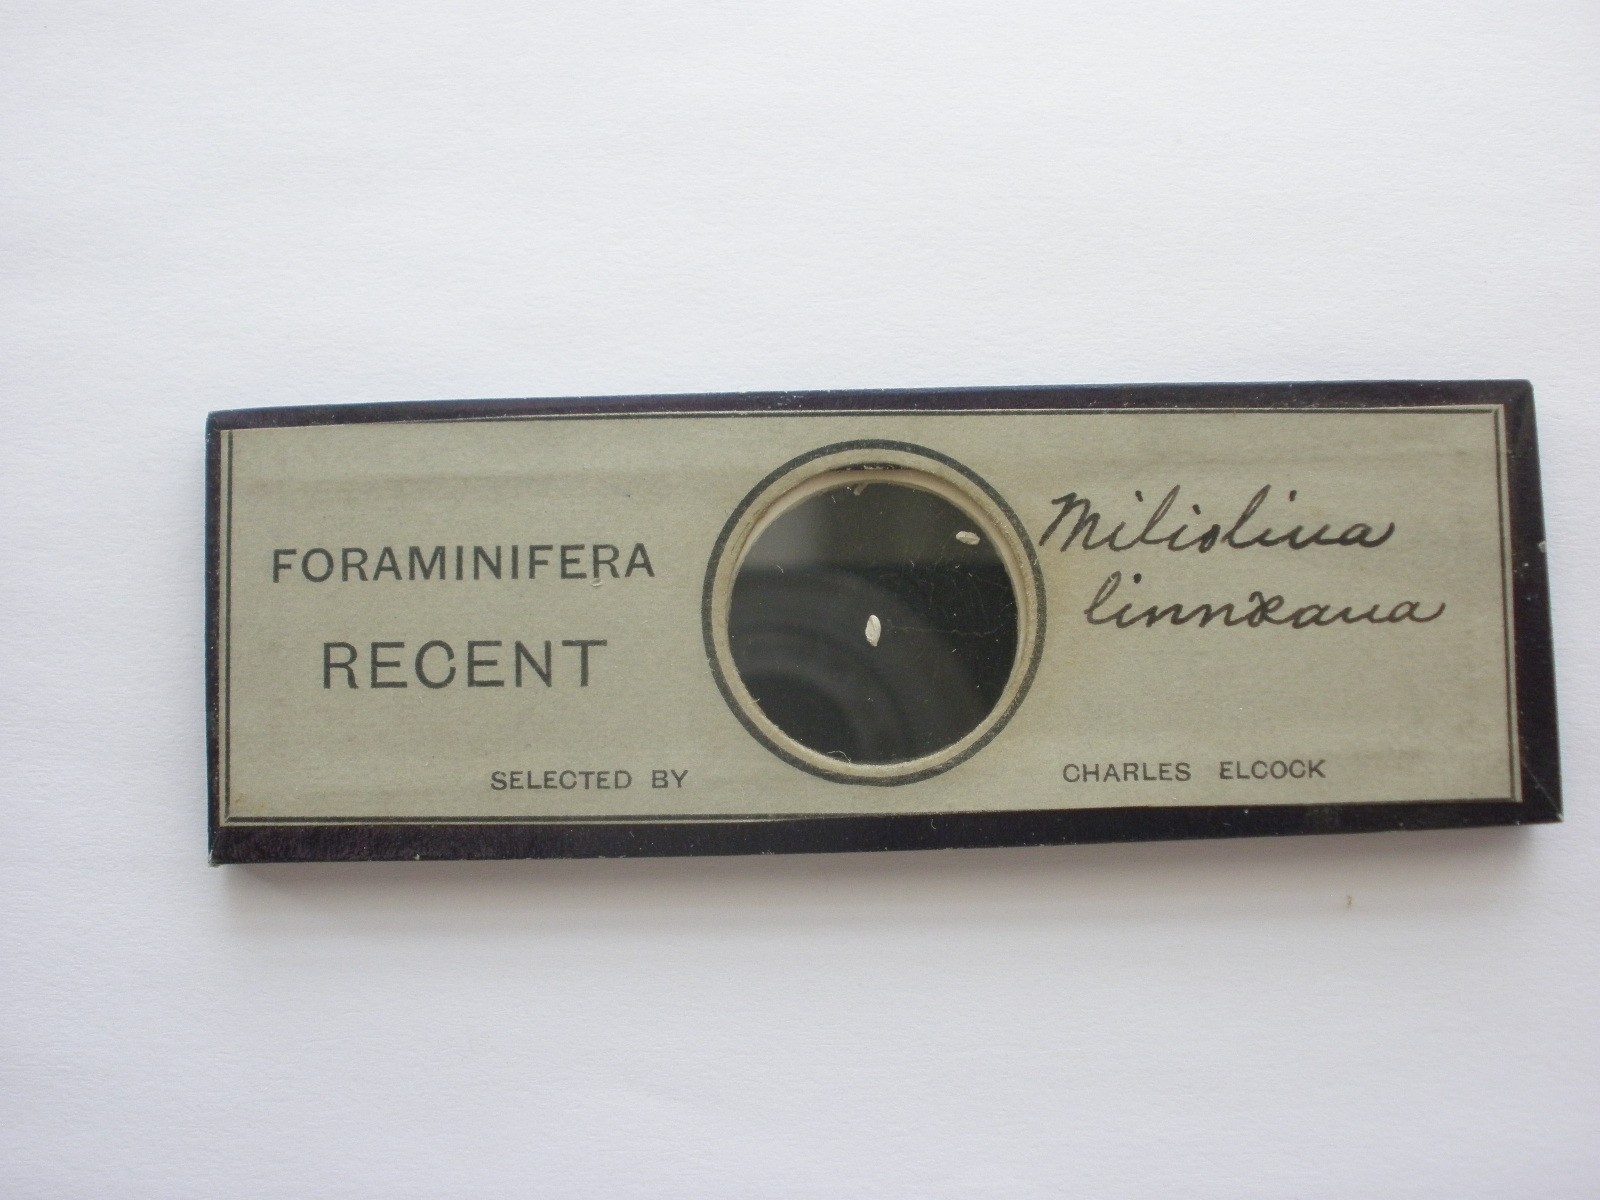 FORAMINIFERA
RECENT
SELECTED BY
Miliolina
linnæana
CHARLES ELCOCK